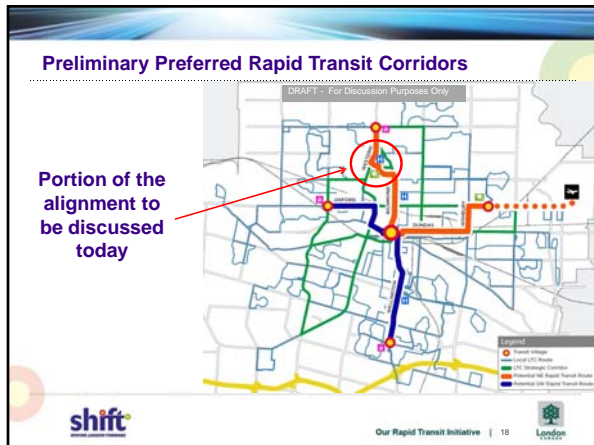 Preliminary Preferred Rapid Transit Corridors
DRAFT - For Discussion Purposes Only
Portion of the
alignment to
be discussed
today
OXFORD
DUNDAS
Legend
Transit Village
Local LTC Route
LTC Strategic Corridor
Potential NE Rapid Transit Route
Potential SW Rapid Transit Route
shift
Our Rapid Transit Initiative | 18
London
CANADA